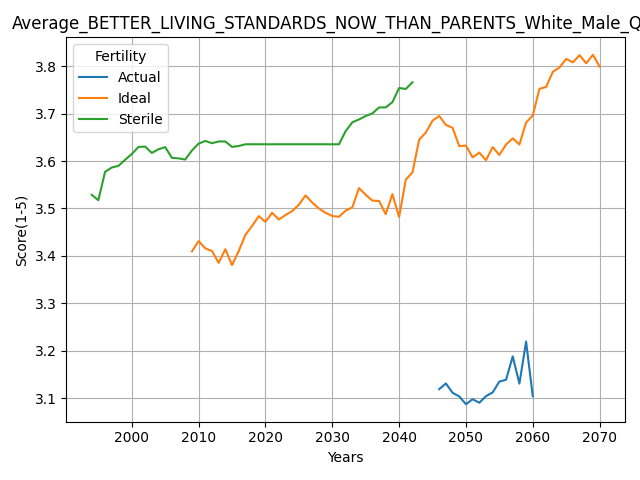 Average_BETTER_LIVING_STANDARDS_NOW_THAN_PARENTS_White_Male_Q
Fertility
Actual
Ideal
Sterile
Score(1-5)
3.8
3.7
3.6
3.5
3.4
3.3
3.2
3.1
2000 2010 2020 2030 2040 2050 2060 2070
Years